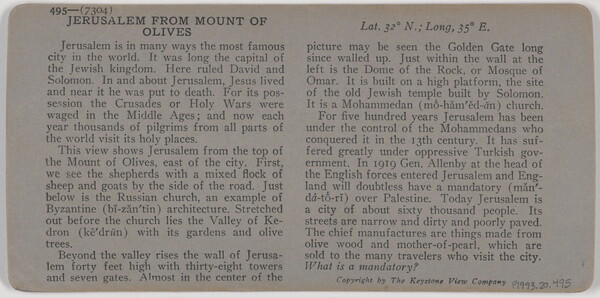 495—(7304)
JERUSALEM FROM MOUNT OF
OLIVES
Jerusalem is in many ways the most famous
city in the world. It was long the capital of
the Jewish kingdom. Here ruled David and
Solomon. In and about Jerusalem, Jesus lived
and near it he was put to death. For its pos-
session the Crusades or Holy Wars were
waged in the Middle Ages; and now each
year thousands of pilgrims from all parts of
the world visit its holy places.
This view shows Jerusalem from the top of
the Mount of Olives, east of the city. First,
we see the shepherds with a mixed flock of
sheep and goats by the side of the road. Just
below is the Russian church, an example of
Byzantine (bĭ-zăn'tĭn) architecture. Stretched
out before the church lies the Valley of Ke-
dron (kē'drŭn) with its gardens and olive
trees.
Beyond the valley rises the wall of Jerusa-
lem forty feet high with thirty-eight towers
and seven gates. Almost in the center of the
Lat. 32° N.; Long, 35° E.
picture may be seen the Golden Gate long
since walled up. Just within the wall at the
left is the Dome of the Rock, or Mosque of
Omar. It is built on a high platform, the site
of the old Jewish temple built by Solomon.
It is a Mohammedan (mô-hăm'ĕd-ăn) church.
For five hundred years Jerusalem has been
under the control of the Mohammedans who
conquered it in the 13th century. It has suf-
fered greatly under oppressive Turkish gov-
ernment. In 1919 Gen. Allenby at the head of
the English forces entered Jerusalem and Eng-
land will doubtless have a mandatory (măn'-
dȧ-tô-rĭ) over Palestine. Today Jerusalem is
a city of about sixty thousand people. Its
streets are narrow and dirty and poorly paved.
The chief manufactures are things made from
olive wood and mother-of-pearl, which are
sold to the many travelers who visit the city.
What is a mandatory?
Copyright by The Keystone View Company
P1993.20.495